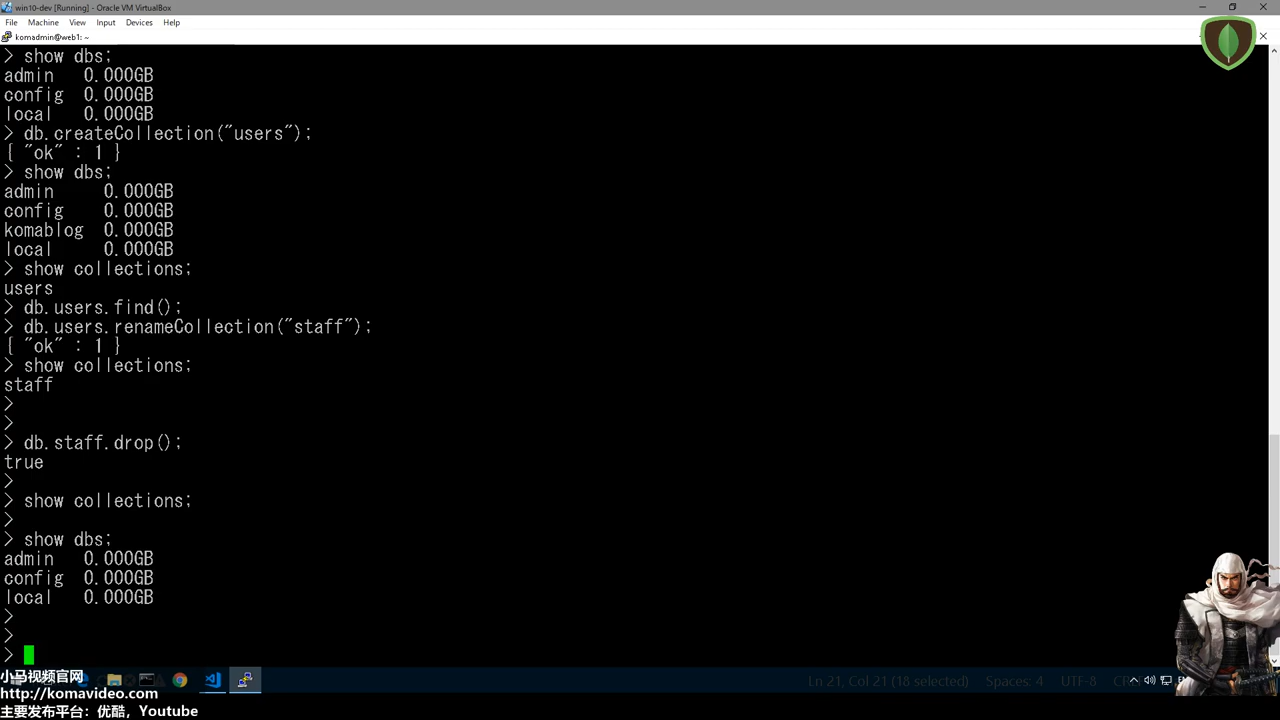 win10-dev [Running] - Oracle VM VirtualBox
File Machine View Input Devices Help
komadmin@web1: ~
> show dbs;
admin 0.000GB
config 0.000GB
local 0.000GB
> db.createCollection("users");
{ "ok" : 1 }
> show dbs;
admin 0.000GB
config 0.000GB
komablog 0.000GB
local 0.000GB
> show collections;
users
> db.users.find();
> db.users.renameCollection("staff");
{ "ok" : 1 }
> show collections;
staff
>
>
> db.staff.drop();
true
>
> show collections;
>
> show dbs;
admin 0.000GB
config 0.000GB
local 0.000GB
>
>
>
小马视频官网
http://komavideo.com
主要发布平台：优酷，Youtube
Ln 21, Col 21 (18 selected) Spaces: 4 UTF-8